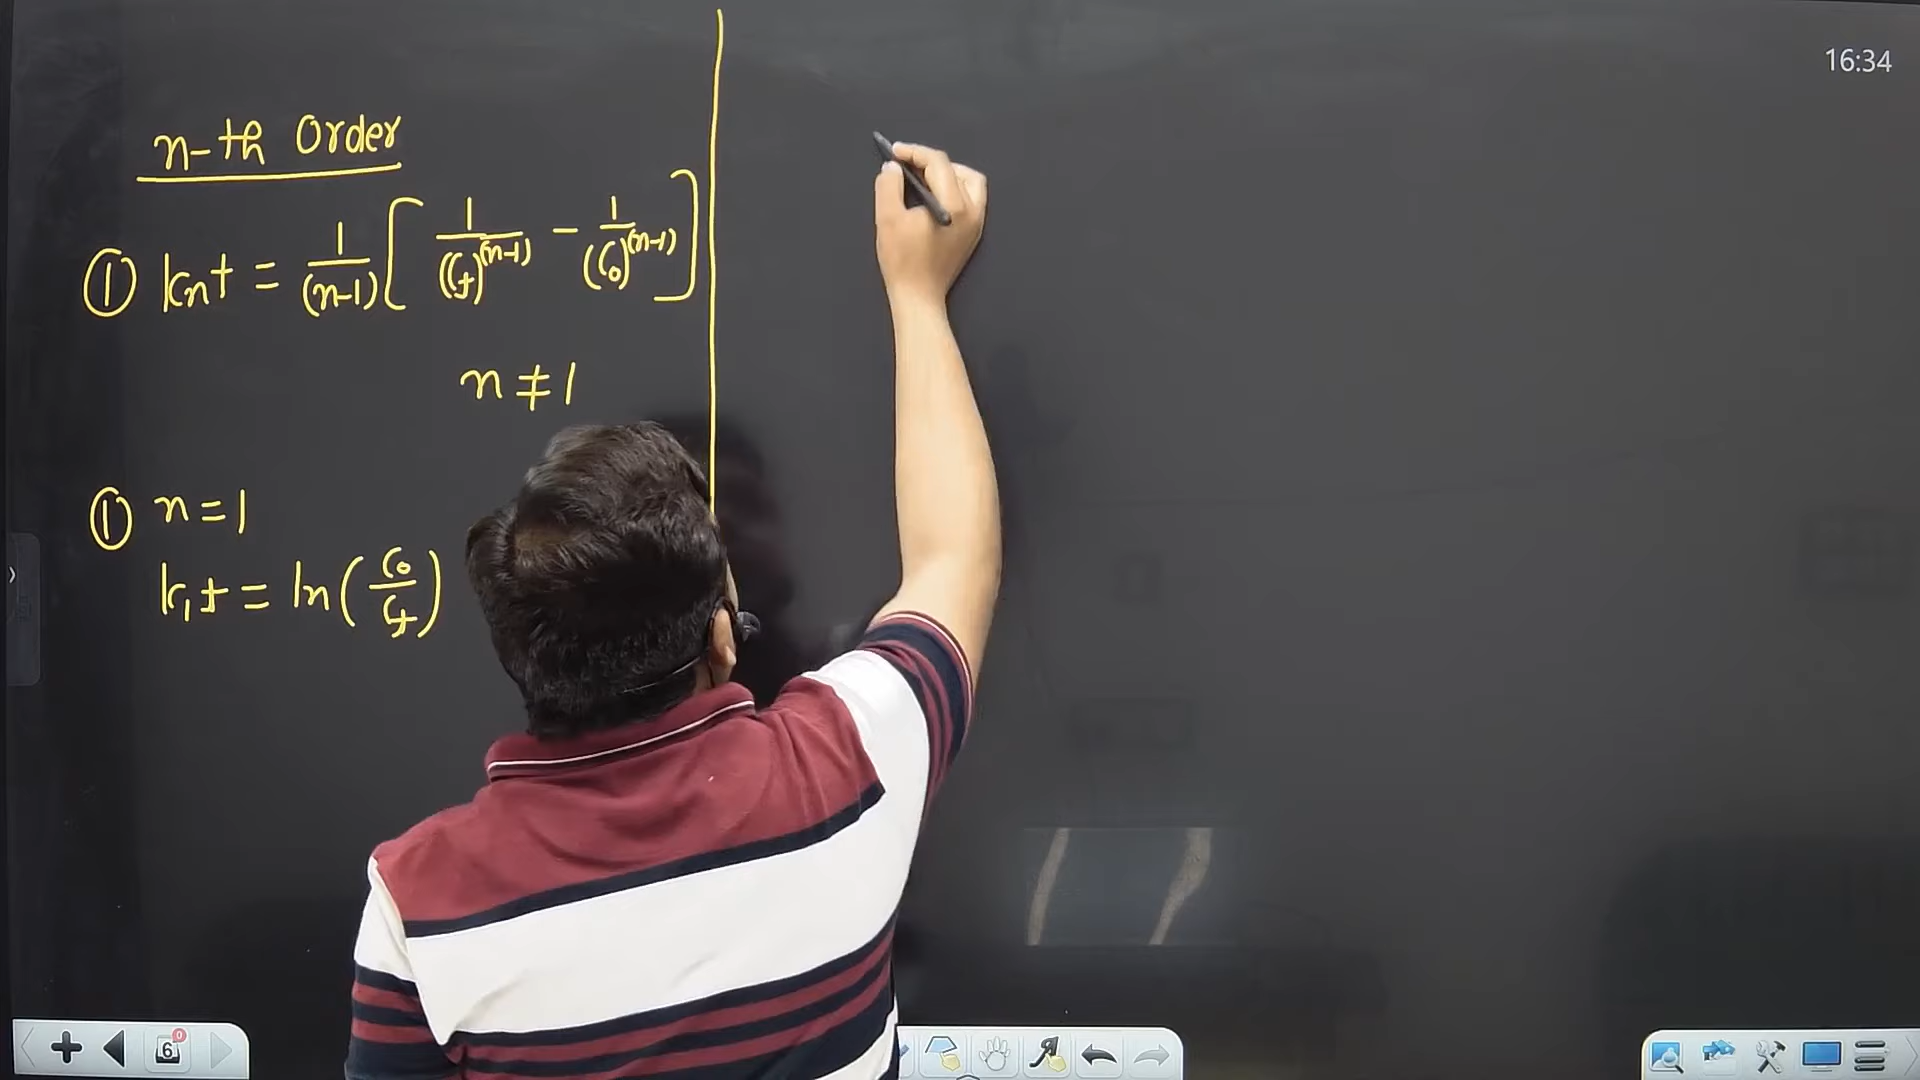 16:34
n-th Order
① kₙt = 1/(n-1) [ 1/(Cₜ)^(n-1) - 1/(C₀)^(n-1) ]
n ≠ 1
① n = 1
k₁t = ln(C₀/Cₜ)
6
0